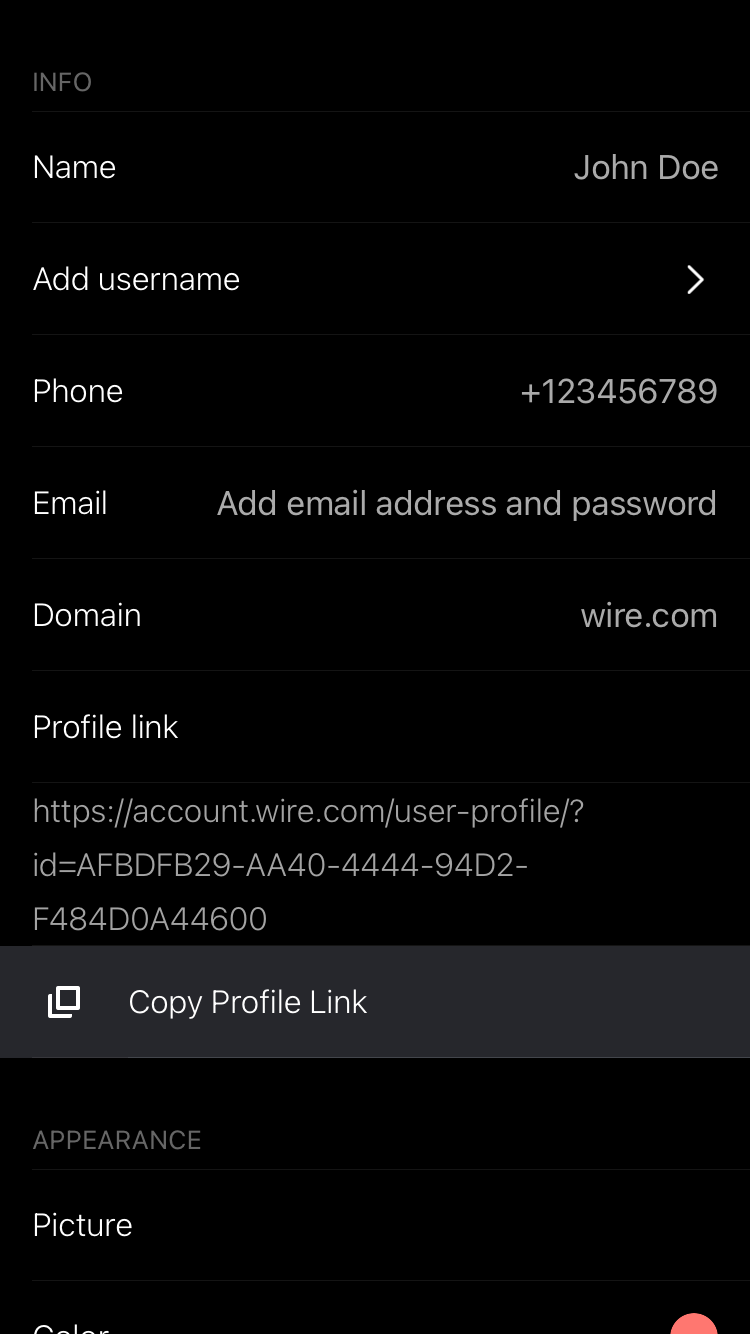 INFO
Name John Doe
Add username
Phone +123456789
Email Add email address and password
Domain wire.com
Profile link
https://account.wire.com/user-profile/?
id=AFBDFB29-AA40-4444-94D2-
F484D0A44600
Copy Profile Link
APPEARANCE
Picture
Color